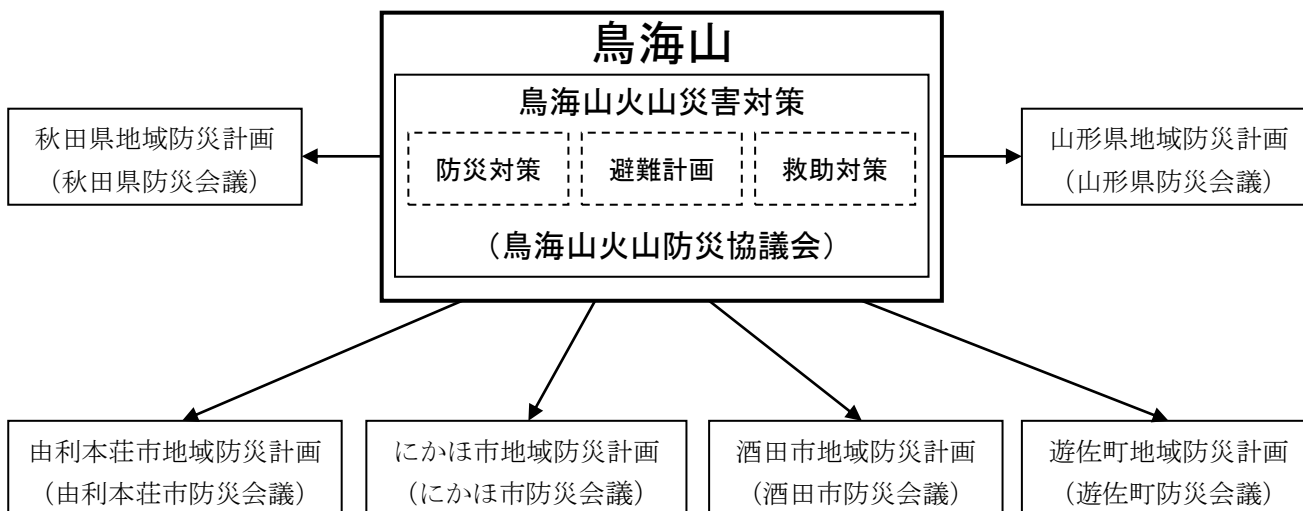 鳥海山
鳥海山火山災害対策
防災対策
避難計画
救助対策
（鳥海山火山防災協議会）
秋田県地域防災計画
（秋田県防災会議）
山形県地域防災計画
（山形県防災会議）
由利本荘市地域防災計画
（由利本荘市防災会議）
にかほ市地域防災計画
（にかほ市防災会議）
酒田市地域防災計画
（酒田市防災会議）
遊佐町地域防災計画
（遊佐町防災会議）